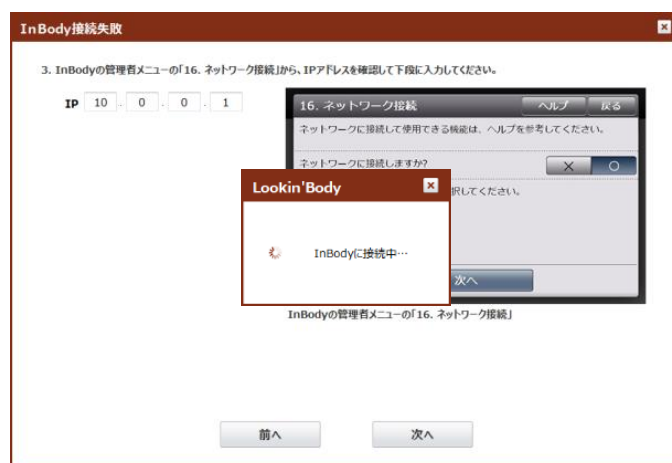 InBody接続失敗
3. InBodyの管理者メニューの「16. ネットワーク接続」から、IPアドレスを確認して下段に入力してください。
IP 10 . 0 . 0 . 1
16. ネットワーク接続 ヘルプ 戻る
ネットワークに接続して使用できる機能は、ヘルプを参考してください。
ネットワークに接続しますか? X O
択してください。
Lookin'Body
InBodyに接続中…
次へ
InBodyの管理者メニューの「16. ネットワーク接続」
前へ 次へ